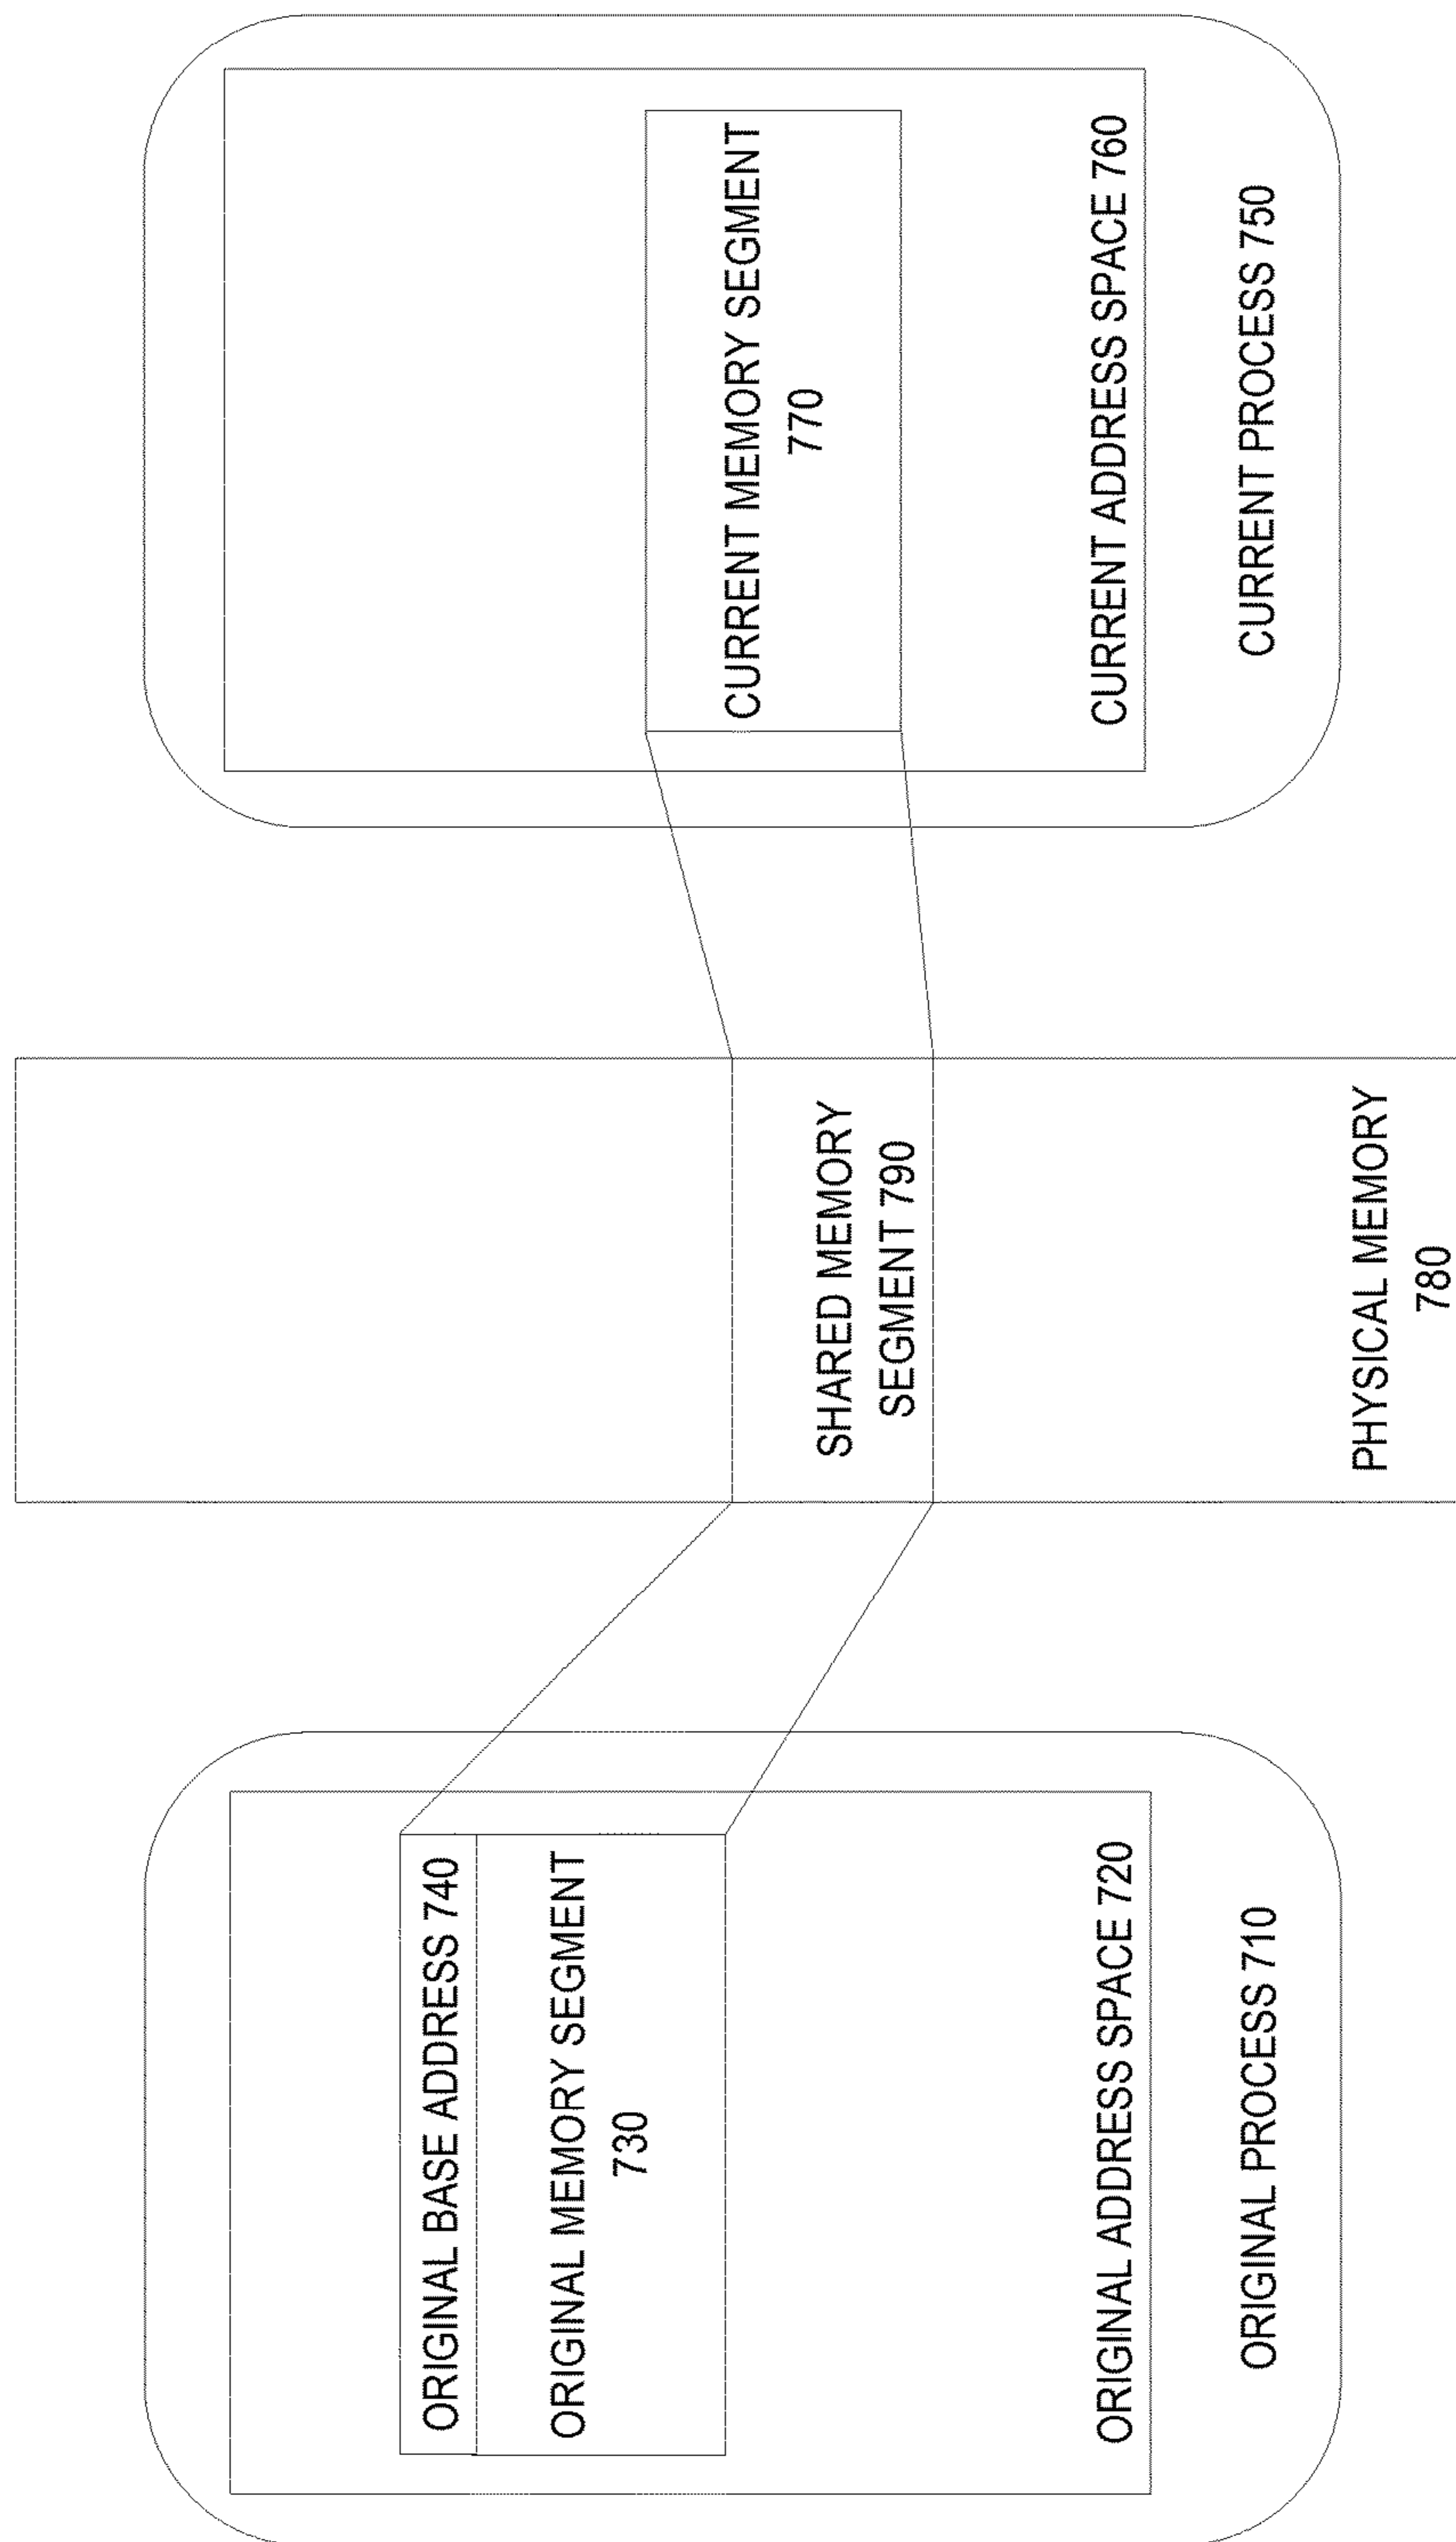 ORIGINAL BASE ADDRESS 740
ORIGINAL MEMORY SEGMENT
730
ORIGINAL ADDRESS SPACE 720
ORIGINAL PROCESS 710
SHARED MEMORY
SEGMENT 790
PHYSICAL MEMORY
780
CURRENT MEMORY SEGMENT
770
CURRENT ADDRESS SPACE 760
CURRENT PROCESS 750